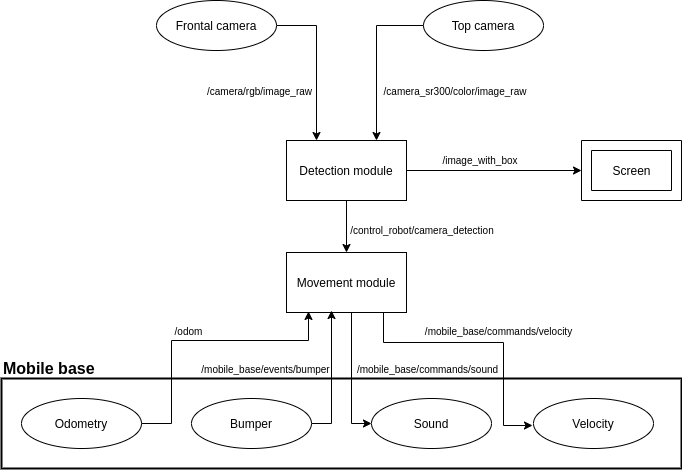 Frontal camera
Top camera
/camera/rgb/image_raw
/camera_sr300/color/image_raw
Detection module
/image_with_box
Screen
/control_robot/camera_detection
Movement module
/odom
/mobile_base/commands/velocity
Mobile base
/mobile_base/events/bumper
/mobile_base/commands/sound
Odometry
Bumper
Sound
Velocity